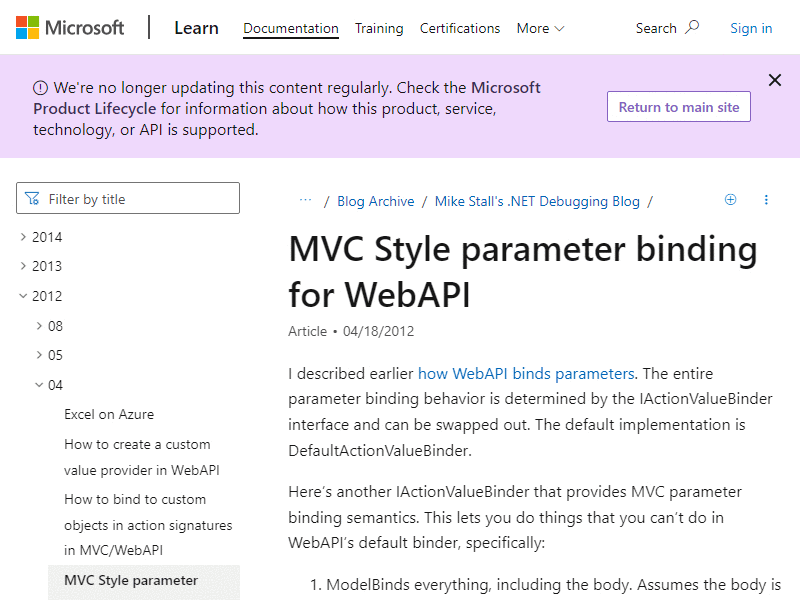 Microsoft
Learn
Documentation
Training
Certifications
More
Search
Sign in
We're no longer updating this content regularly. Check the Microsoft
Product Lifecycle for information about how this product, service,
technology, or API is supported.
Return to main site
Filter by title
2014
2013
2012
08
05
04
Excel on Azure
How to create a custom
value provider in WebAPI
How to bind to custom
objects in action signatures
in MVC/WebAPI
MVC Style parameter
··· / Blog Archive / Mike Stall's .NET Debugging Blog /
MVC Style parameter binding
for WebAPI
Article • 04/18/2012
I described earlier how WebAPI binds parameters. The entire
parameter binding behavior is determined by the IActionValueBinder
interface and can be swapped out. The default implementation is
DefaultActionValueBinder.
Here’s another IActionValueBinder that provides MVC parameter
binding semantics. This lets you do things that you can’t do in
WebAPI’s default binder, specifically:
1. ModelBinds everything, including the body. Assumes the body is